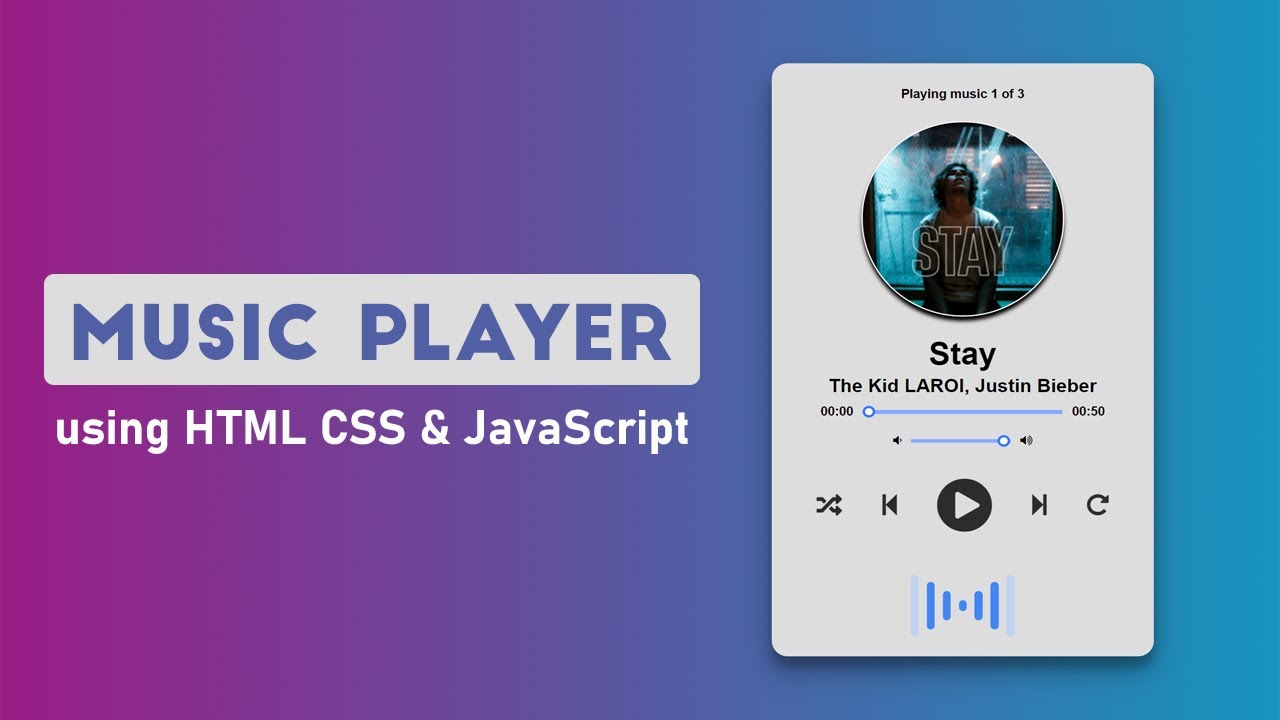 MUSIC PLAYER
using HTML CSS & JavaScript
Playing music 1 of 3
STAY
Stay
The Kid LAROI, Justin Bieber
00:00 00:50